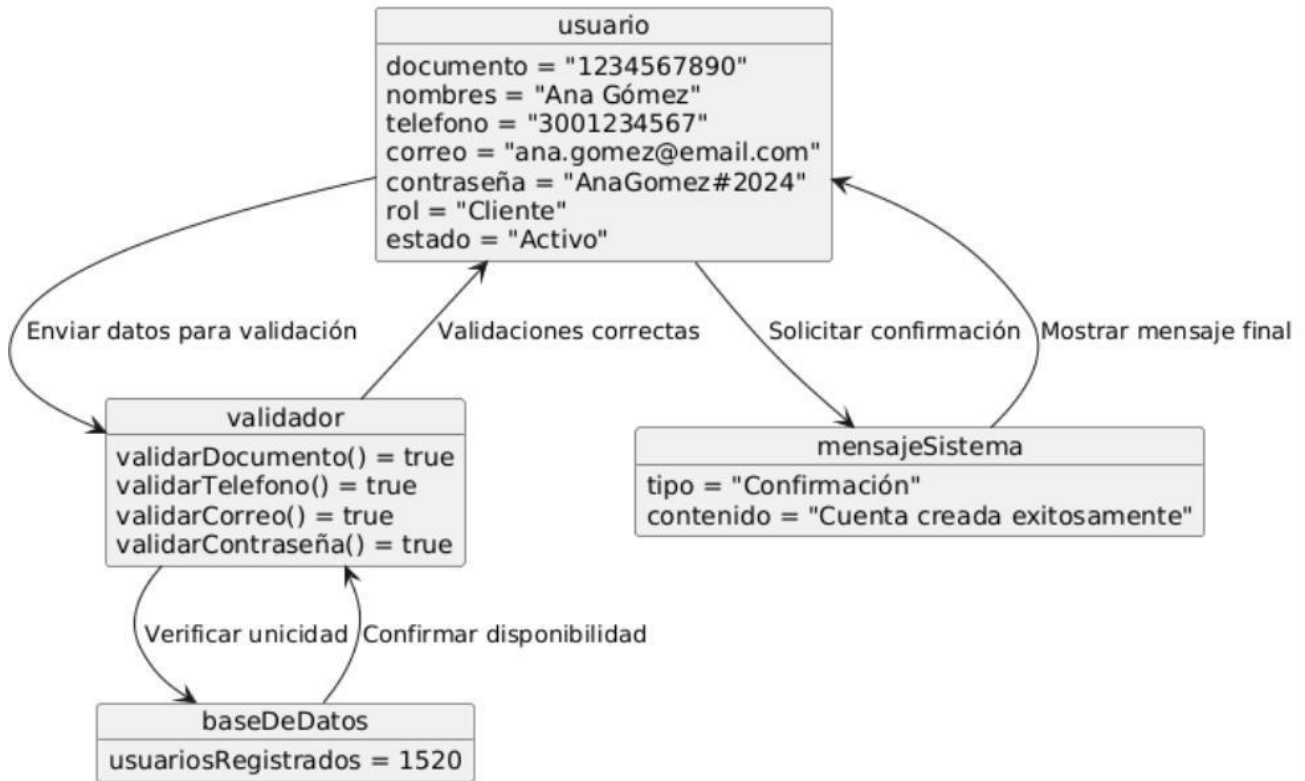 usuario
documento = "1234567890"
nombres = "Ana Gómez"
telefono = "3001234567"
correo = "ana.gomez@email.com"
contraseña = "AnaGomez#2024"
rol = "Cliente"
estado = "Activo"
Enviar datos para validación
Validaciones correctas
Solicitar confirmación
Mostrar mensaje final
validador
validarDocumento() = true
validarTelefono() = true
validarCorreo() = true
validarContraseña() = true
mensajeSistema
tipo = "Confirmación"
contenido = "Cuenta creada exitosamente"
Verificar unicidad
Confirmar disponibilidad
baseDeDatos
usuariosRegistrados = 1520